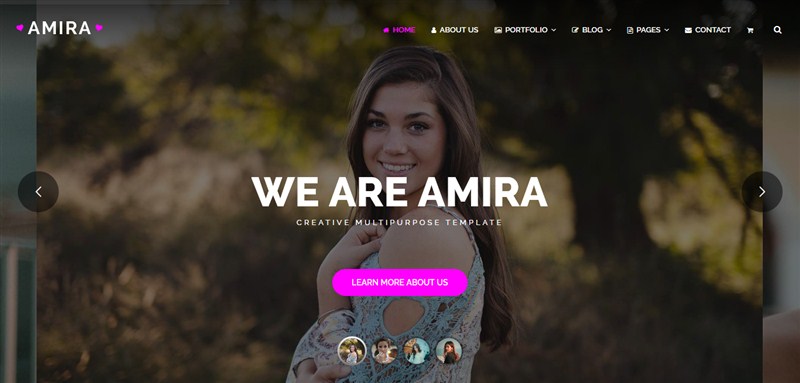 AMIRA
HOME ABOUT US PORTFOLIO BLOG PAGES CONTACT
WE ARE AMIRA
CREATIVE MULTIPURPOSE TEMPLATE
LEARN MORE ABOUT US